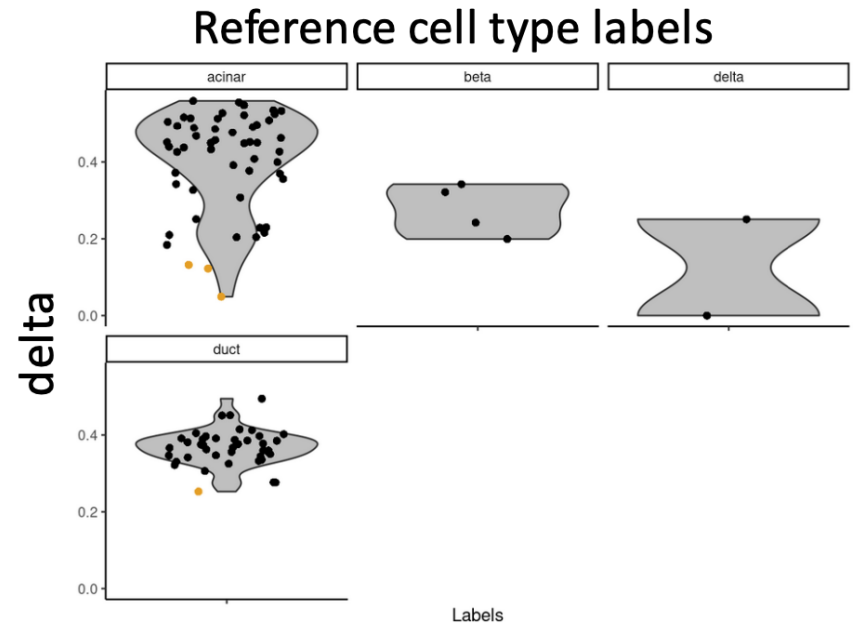 Reference cell type labels
acinar
beta
delta
0.4
0.2
0.0
delta
duct
0.4
0.2
0.0
Labels